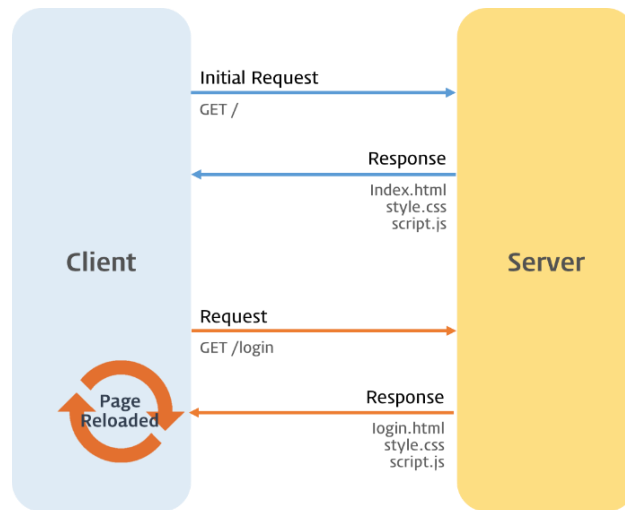 Initial Request
GET /
Response
Index.html
style.css
script.js
Client
Server
Request
GET /login
Page
Reloaded
Response
login.html
style.css
script.js